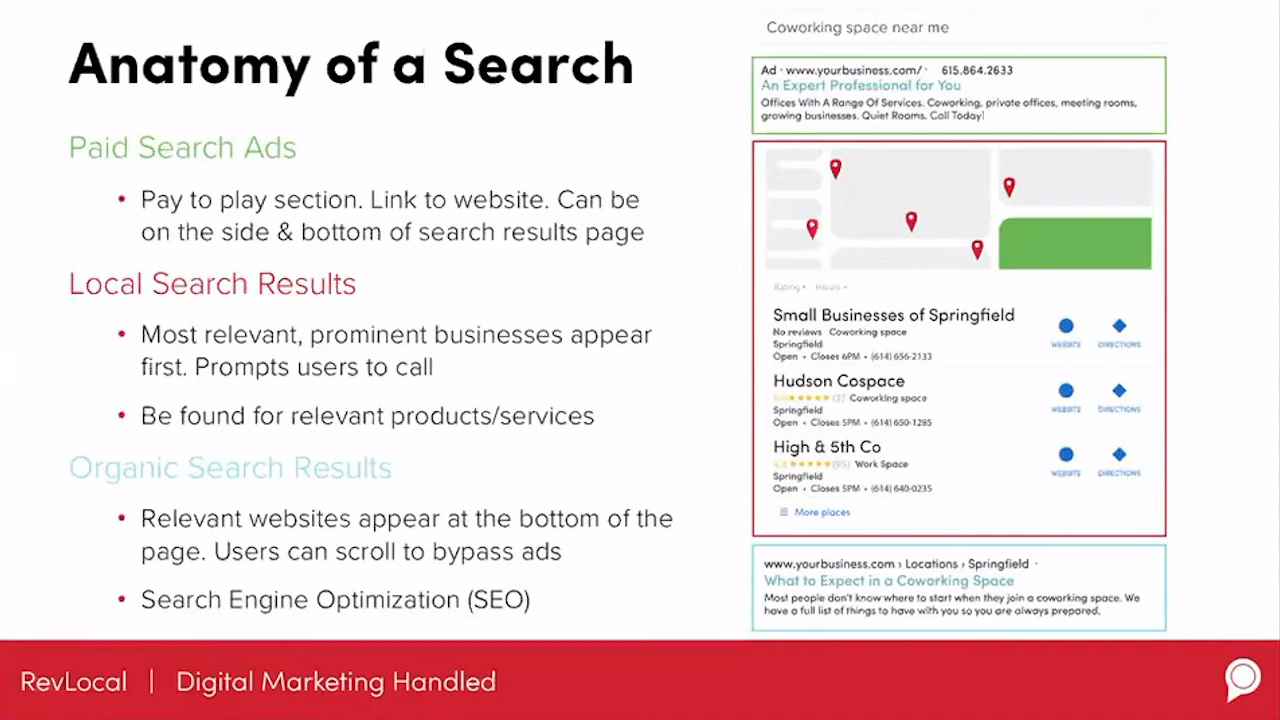 Anatomy of a Search
Paid Search Ads
• Pay to play section. Link to website. Can be
on the side & bottom of search results page
Local Search Results
• Most relevant, prominent businesses appear
first. Prompts users to call
• Be found for relevant products/services
Organic Search Results
• Relevant websites appear at the bottom of the
page. Users can scroll to bypass ads
• Search Engine Optimization (SEO)
Coworking space near me
Ad · www.yourbusiness.com/ · 615.864.2633
An Expert Professional for You
Offices With A Range Of Services. Coworking, private offices, meeting rooms,
growing businesses. Quiet Rooms. Call Today!
Rating Hours
Small Businesses of Springfield
No reviews Coworking space
Springfield
Open • Closes 6PM • (614) 656-2133
WEBSITE DIRECTIONS
Hudson Cospace
Coworking space
Springfield
Open • Closes 5PM • (614) 650-1285
WEBSITE DIRECTIONS
High & 5th Co
Work Space
Springfield
Open • Closes 5PM • (614) 640-0235
WEBSITE DIRECTIONS
More places
www.yourbusiness.com › Locations › Springfield
What to Expect in a Coworking Space
Most people don't know where to start when they join a coworking space. We
have a full list of things to have with you so you are always prepared.
RevLocal | Digital Marketing Handled